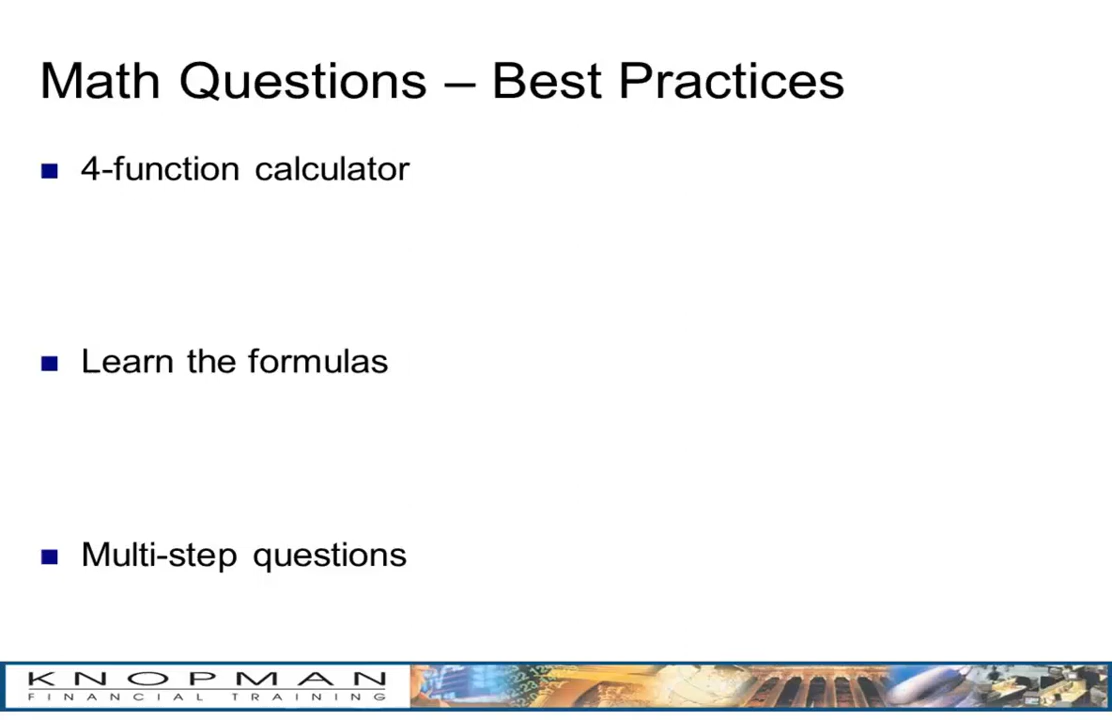 Math Questions – Best Practices
4-function calculator
Learn the formulas
Multi-step questions
KNOPMAN
FINANCIAL TRAINING